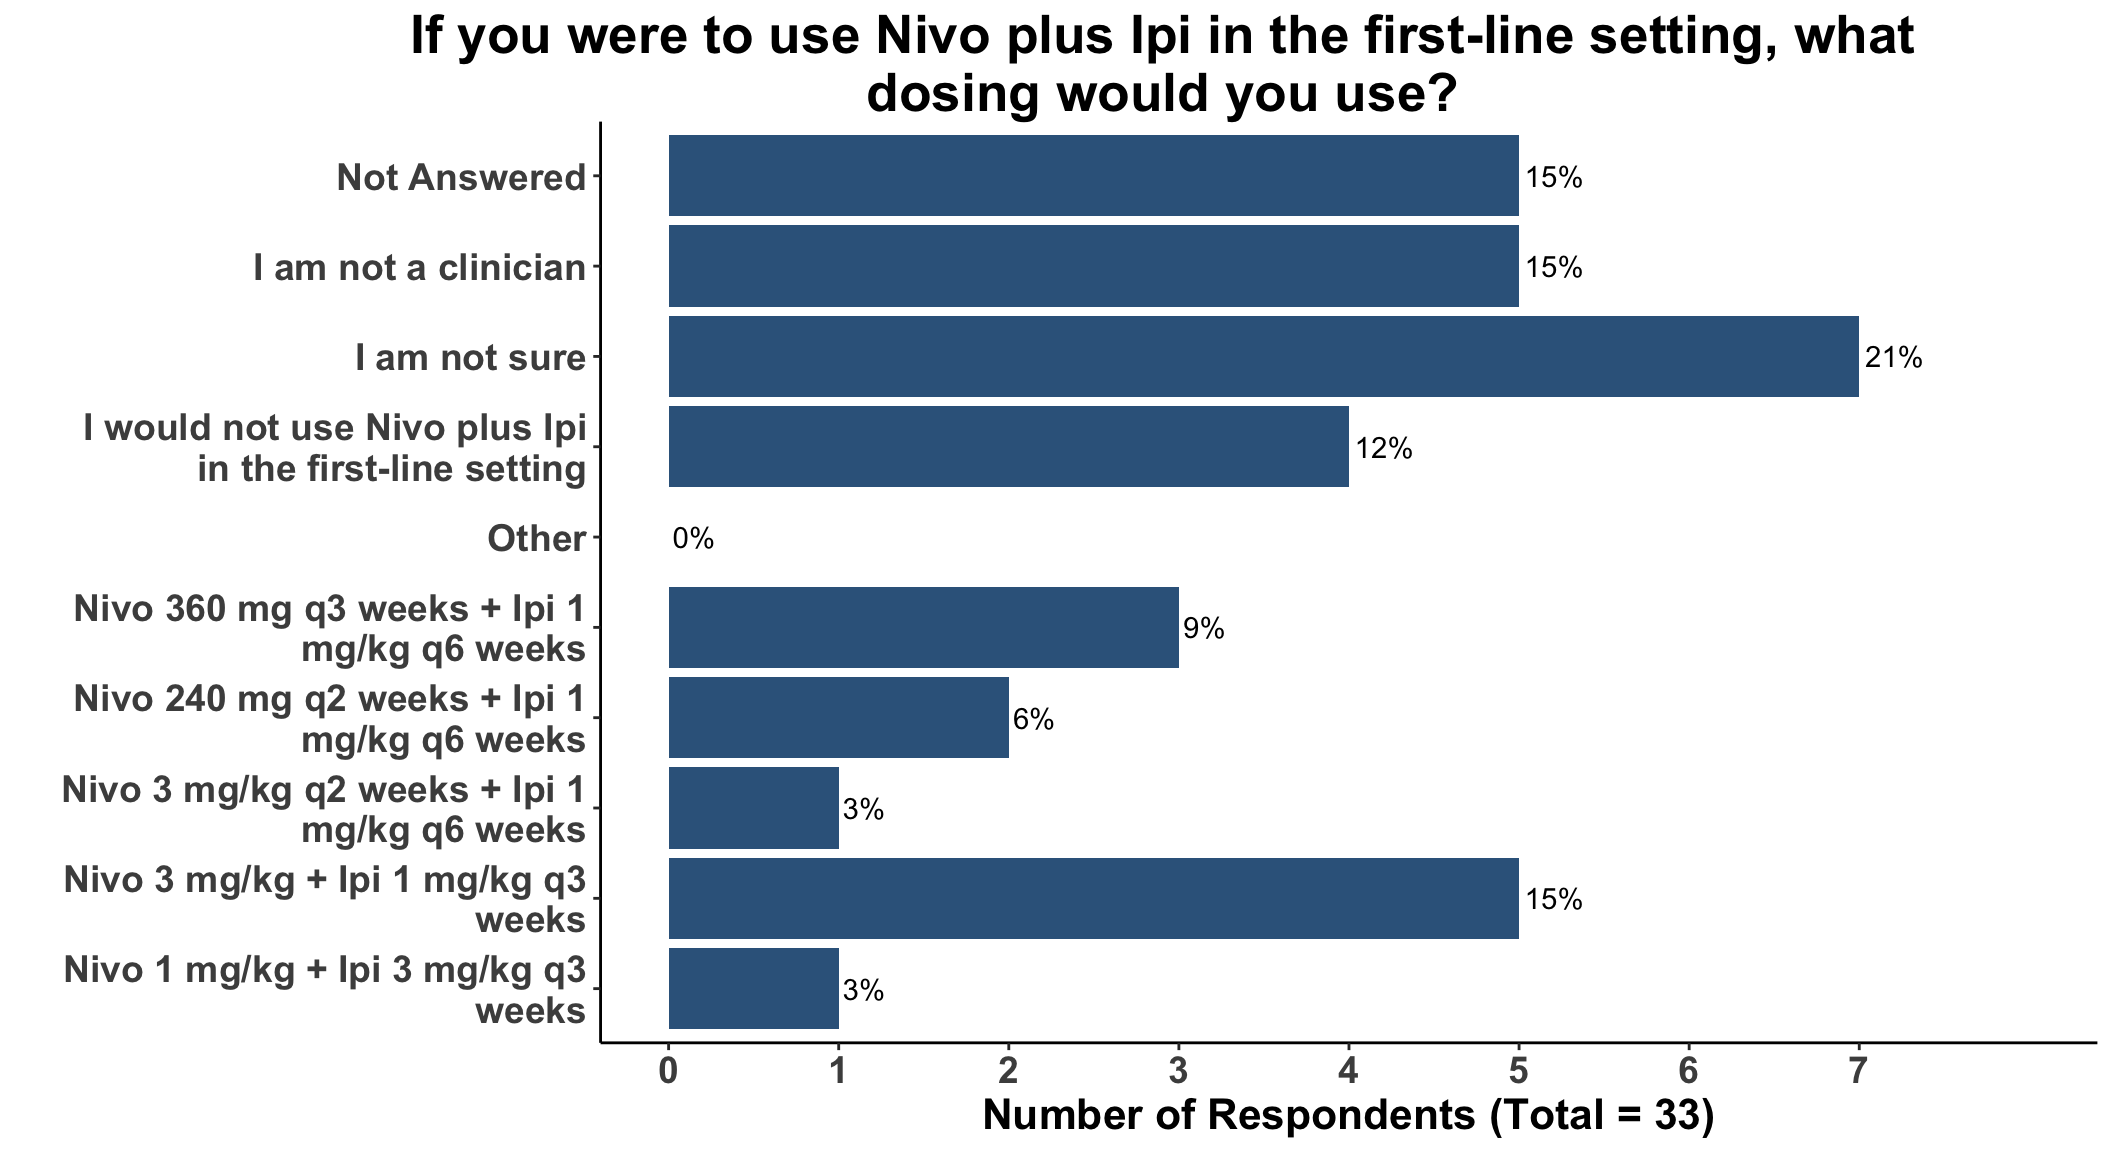 If you were to use Nivo plus Ipi in the first-line setting, what
dosing would you use?
Not Answered
15%
I am not a clinician
15%
I am not sure
21%
I would not use Nivo plus Ipi
in the first-line setting
12%
Other
0%
Nivo 360 mg q3 weeks + Ipi 1
mg/kg q6 weeks
9%
Nivo 240 mg q2 weeks + Ipi 1
mg/kg q6 weeks
6%
Nivo 3 mg/kg q2 weeks + Ipi 1
mg/kg q6 weeks
3%
Nivo 3 mg/kg + Ipi 1 mg/kg q3
weeks
15%
Nivo 1 mg/kg + Ipi 3 mg/kg q3
weeks
3%
0 1 2 3 4 5 6 7
Number of Respondents (Total = 33)